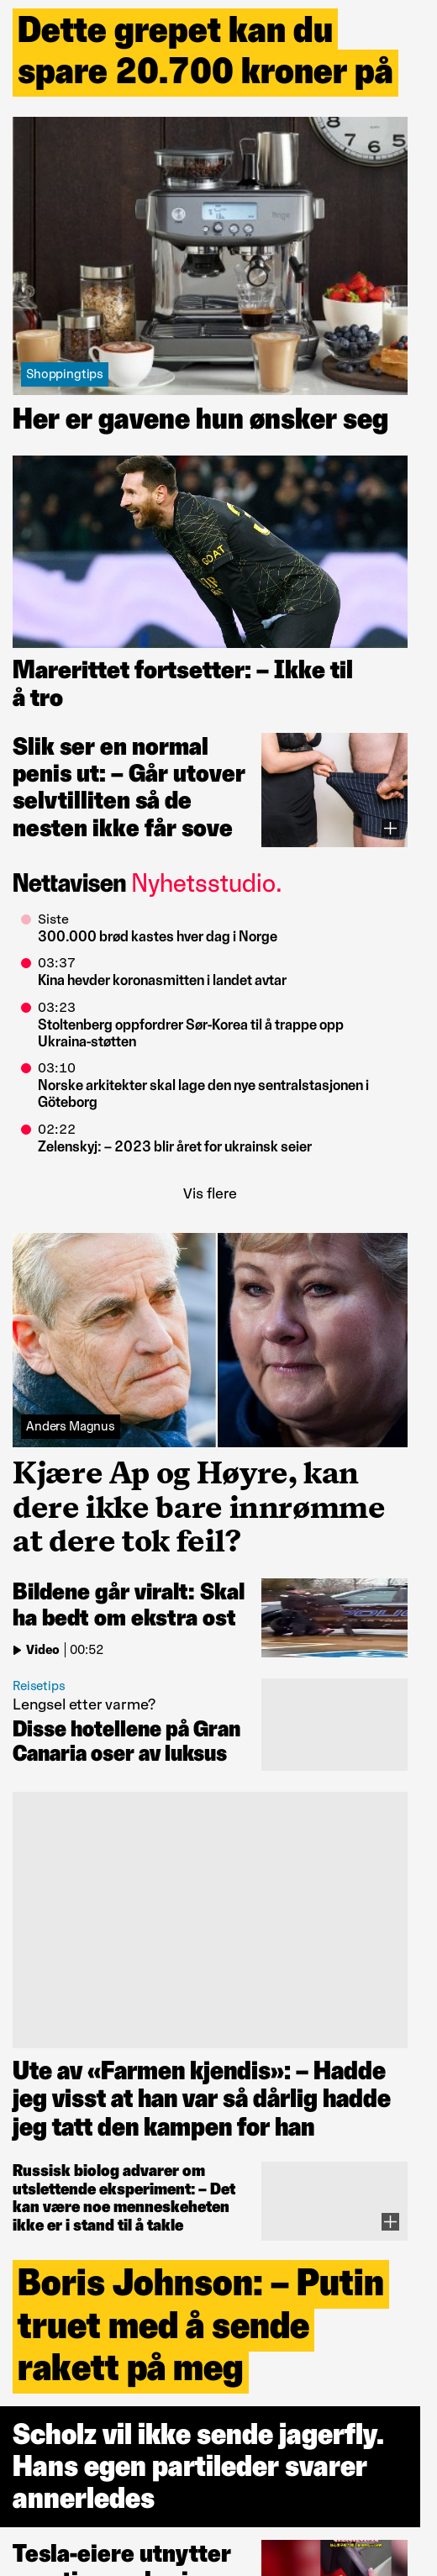 Dette grepet kan du
spare 20.700 kroner på
Shoppingtips
Her er gavene hun ønsker seg
GOAT
Marerittet fortsetter: – Ikke til
å tro
Slik ser en normal
penis ut: – Går utover
selvtilliten så de
nesten ikke får sove
Nettavisen Nyhetsstudio.
Siste
300.000 brød kastes hver dag i Norge
03:37
Kina hevder koronasmitten i landet avtar
03:23
Stoltenberg oppfordrer Sør-Korea til å trappe opp
Ukraina-støtten
03:10
Norske arkitekter skal lage den nye sentralstasjonen i
Göteborg
02:22
Zelenskyj: – 2023 blir året for ukrainsk seier
Vis flere
Anders Magnus
Kjære Ap og Høyre, kan
dere ikke bare innrømme
at dere tok feil?
Bildene går viralt: Skal
ha bedt om ekstra ost
Video 00:52
Reisetips
Lengsel etter varme?
Disse hotellene på Gran
Canaria oser av luksus
Ute av «Farmen kjendis»: – Hadde
jeg visst at han var så dårlig hadde
jeg tatt den kampen for han
Russisk biolog advarer om
utslettende eksperiment: – Det
kan være noe menneskeheten
ikke er i stand til å takle
Boris Johnson: – Putin
truet med å sende
rakett på meg
Scholz vil ikke sende jagerfly.
Hans egen partileder svarer
annerledes
Tesla-eiere utnytter